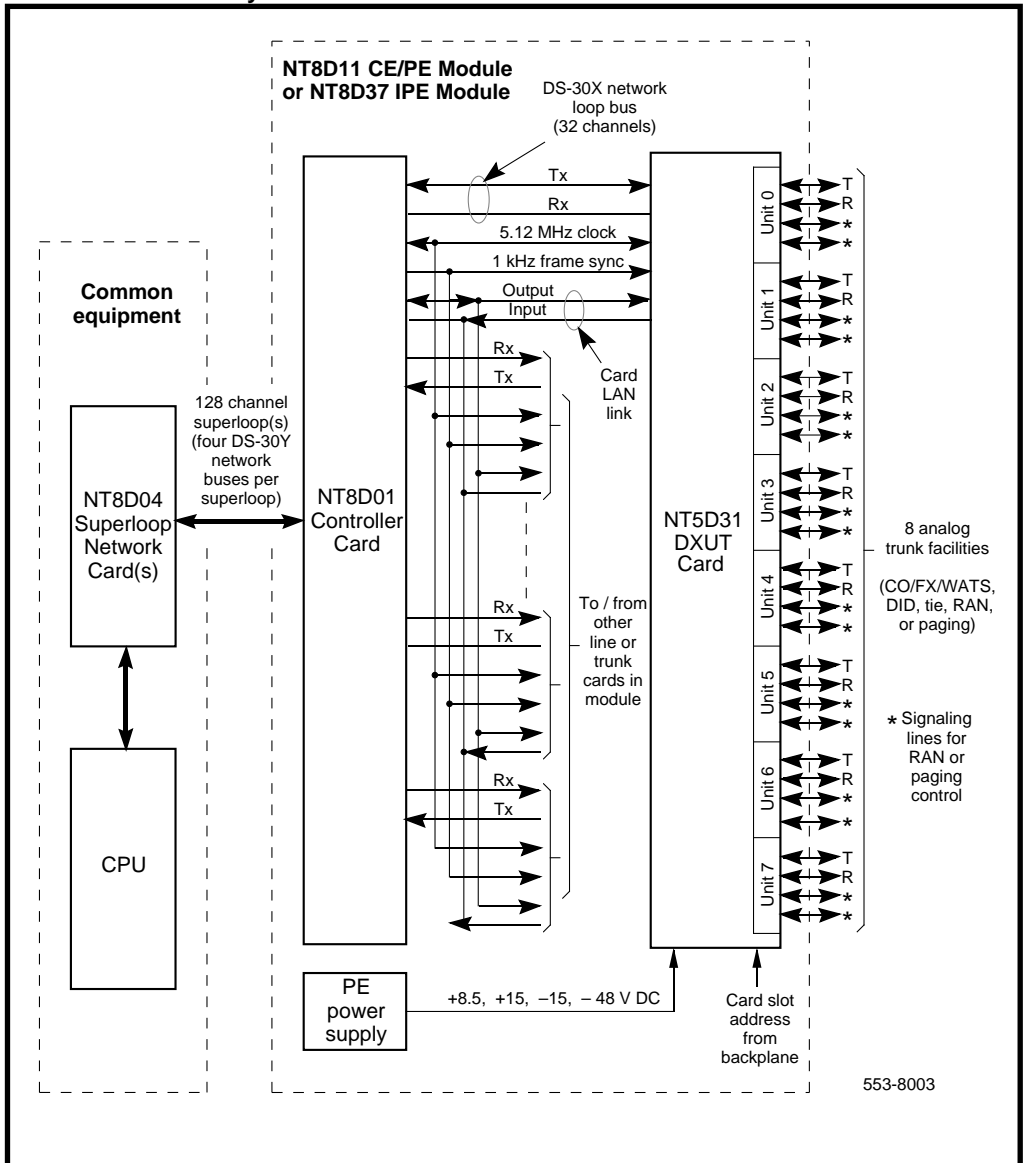 NT8D11 CE/PE Module
or NT8D37 IPE Module
DS-30X network
loop bus
(32 channels)
Tx
Rx
5.12 MHz clock
1 kHz frame sync
Output
Input
Rx
Tx
Card
LAN
link
Common
equipment
128 channel
superloop(s)
(four DS-30Y
network
buses per
superloop)
NT8D04
Superloop
Network
Card(s)
CPU
NT8D01
Controller
Card
To / from
other
line or
trunk
cards in
module
Rx
Tx
Rx
Tx
NT5D31
DXUT
Card
Unit 0
T
R
*
*
Unit 1
T
R
*
*
Unit 2
T
R
*
*
Unit 3
T
R
*
*
Unit 4
T
R
*
*
Unit 5
T
R
*
*
Unit 6
T
R
*
*
Unit 7
T
R
*
*
8 analog
trunk facilities
(CO/FX/WATS,
DID, tie, RAN,
or paging)
* Signaling
lines for
RAN or
paging
control
PE
power
supply
+8.5, +15, –15, – 48 V DC
Card slot
address
from
backplane
553-8003